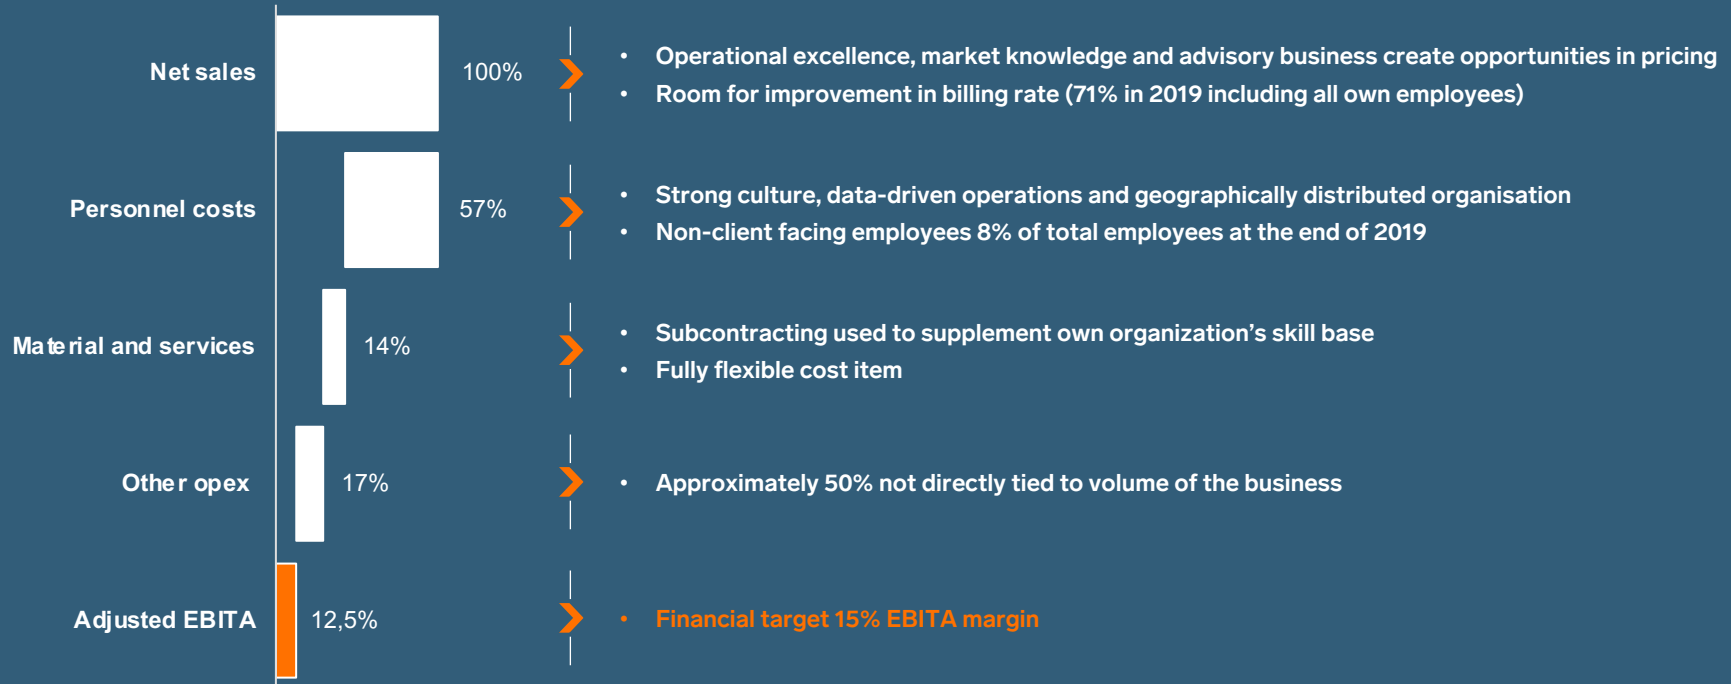 Net sales
100%
• Operational excellence, market knowledge and advisory business create opportunities in pricing
• Room for improvement in billing rate (71% in 2019 including all own employees)
Personnel costs
57%
• Strong culture, data-driven operations and geographically distributed organisation
• Non-client facing employees 8% of total employees at the end of 2019
Material and services
14%
• Subcontracting used to supplement own organization’s skill base
• Fully flexible cost item
Other opex
17%
• Approximately 50% not directly tied to volume of the business
Adjusted EBITA
12,5%
• Financial target 15% EBITA margin